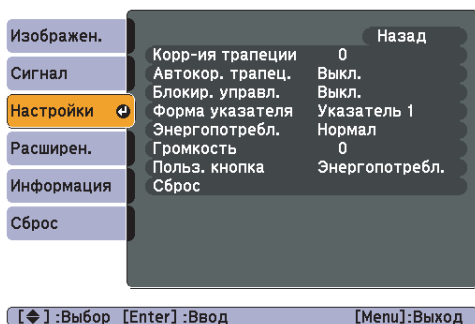 Изображен.
Сигнал
Настройки
Расширен.
Информация
Сброс
Назад
Корр-ия трапеции 0
Автокор. трапец. Выкл.
Блокир. управл. Выкл.
Форма указателя Указатель 1
Энергопотребл. Нормал
Громкость 0
Польз. кнопка Энергопотребл.
Сброс
[◆] :Выбор [Enter] :Ввод [Menu]:Выход